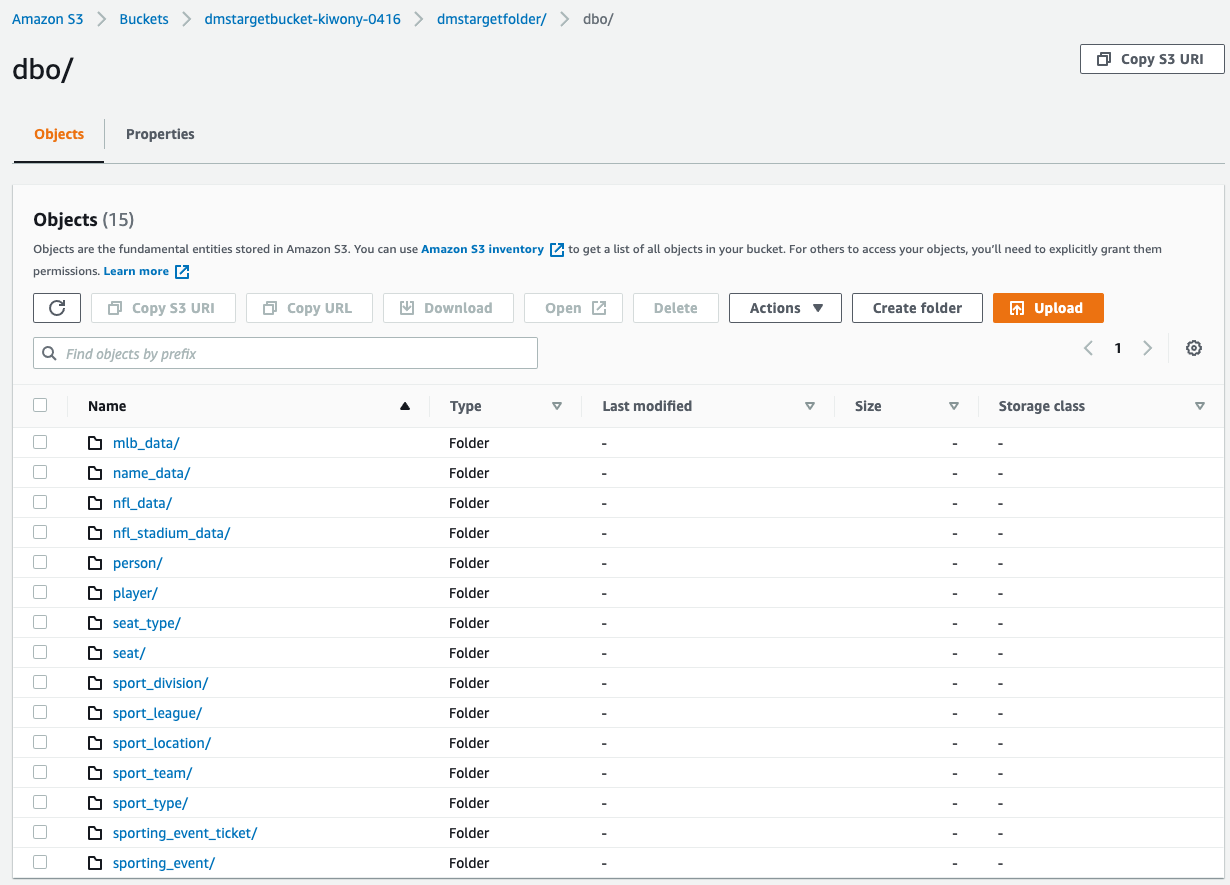 Amazon S3 > Buckets > dmstargetbucket-kiwony-0416 > dmstargetfolder/ > dbo/
dbo/
Copy S3 URI
Objects Properties
Objects (15)
Objects are the fundamental entities stored in Amazon S3. You can use Amazon S3 inventory to get a list of all objects in your bucket. For others to access your objects, you'll need to explicitly grant them
permissions. Learn more
Copy S3 URI Copy URL Download Open Delete Actions Create folder Upload
Find objects by prefix
1
Name Type Last modified Size Storage class
mlb_data/ Folder - - -
name_data/ Folder - - -
nfl_data/ Folder - - -
nfl_stadium_data/ Folder - - -
person/ Folder - - -
player/ Folder - - -
seat_type/ Folder - - -
seat/ Folder - - -
sport_division/ Folder - - -
sport_league/ Folder - - -
sport_location/ Folder - - -
sport_team/ Folder - - -
sport_type/ Folder - - -
sporting_event_ticket/ Folder - - -
sporting_event/ Folder - - -